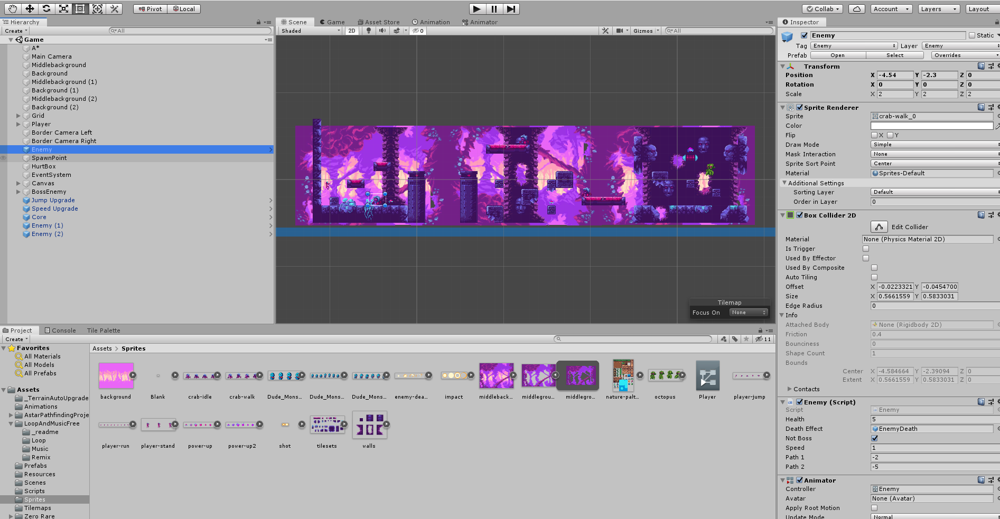 Pivot Local
Collab Account Layers Layout
Hierarchy
Create All
Game
A*
Main Camera
Middlebackground
Background
Middlebackground (1)
Background (1)
Middlebackground (2)
Background (2)
Grid
Player
Border Camera Left
Border Camera Right
Enemy
SpawnPoint
HurtBox
EventSystem
Canvas
BossEnemy
Jump Upgrade
Speed Upgrade
Core
Enemy (1)
Enemy (2)
Scene Game Asset Store Animation Animator
Shaded 2D 0 Gizmos All
Tilemap
Focus On None
Project Console Tile Palette
Create 11
Favorites
All Materials
All Models
All Prefabs
Assets
_TerrainAutoUpgrade
Animations
AstarPathfindingProje
LoopAndMusicFree
_readme
Loop
Music
Remix
Prefabs
Resources
Scenes
Scripts
Sprites
Tilemaps
Zero Rare
Assets > Sprites
background Blank crab-idle crab-walk Dude_Mons... Dude_Mons... Dude_Mons... enemy-dea... impact middleback... middlegrou... middlegro... nature-palt... octopus Player player-jump
player-run player-stand power-up power-up2 shot tilesets walls
Inspector
Enemy Static
Tag Enemy Layer Enemy
Prefab Open Select Overrides
Transform
Position X -4.54 Y -2.3 Z 0
Rotation X 0 Y 0 Z 0
Scale X 2 Y 2 Z 2
Sprite Renderer
Sprite crab-walk_0
Color
Flip X Y
Draw Mode Simple
Mask Interaction None
Sprite Sort Point Center
Material Sprites-Default
Additional Settings
Sorting Layer Default
Order in Layer 0
Box Collider 2D
Edit Collider
Material None (Physics Material 2D)
Is Trigger
Used By Effector
Used By Composite
Auto Tiling
Offset X -0.0223321 Y -0.0454700
Size X 0.5661559 Y 0.5833031
Edge Radius 0
Info
Attached Body None (Rigidbody 2D)
Friction 0.4
Bounciness 0
Shape Count 1
Bounds
Center X -4.584664 Y -2.39094 Z 0
Extent X 0.5661559 Y 0.5833031 Z 0
Contacts
Enemy (Script)
Script Enemy
Health 5
Death Effect EnemyDeath
Not Boss
Speed 1
Path 1 -2
Path 2 -5
Animator
Controller Enemy
Avatar None (Avatar)
Apply Root Motion
Update Mode Normal